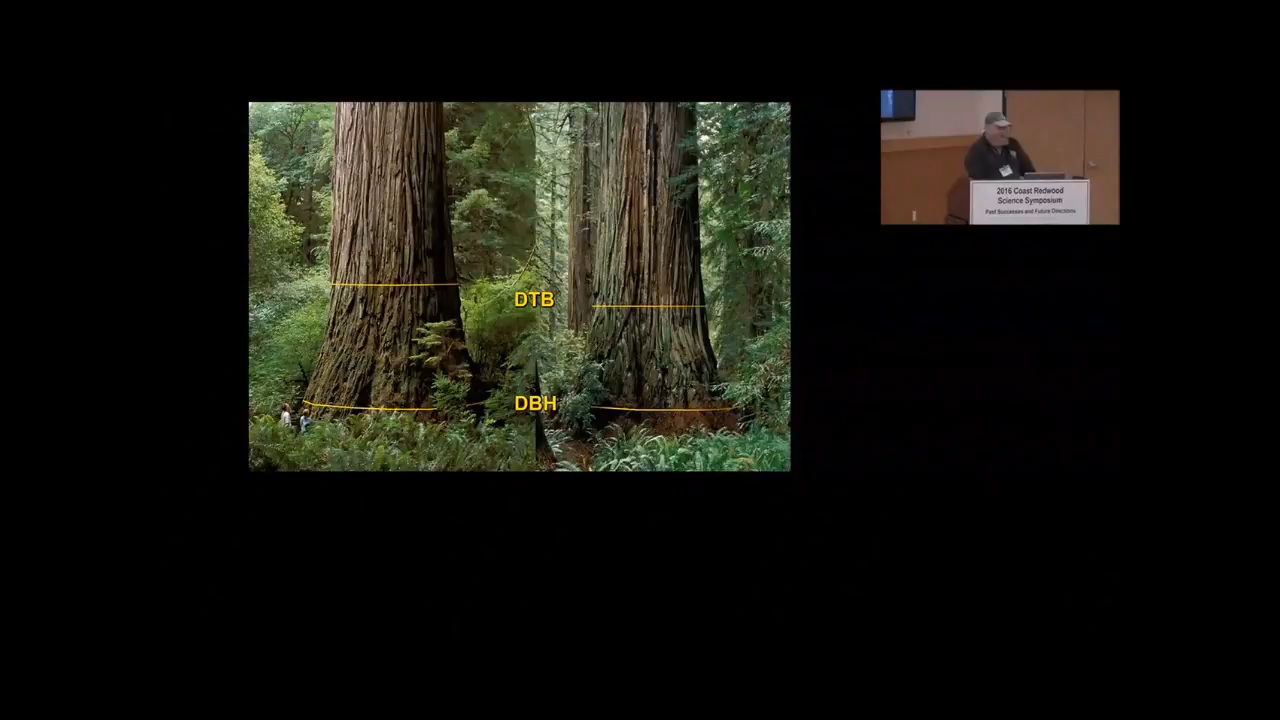 DTB
DBH
2016 Coast Redwood
Science Symposium
Past Successes and Future Directions